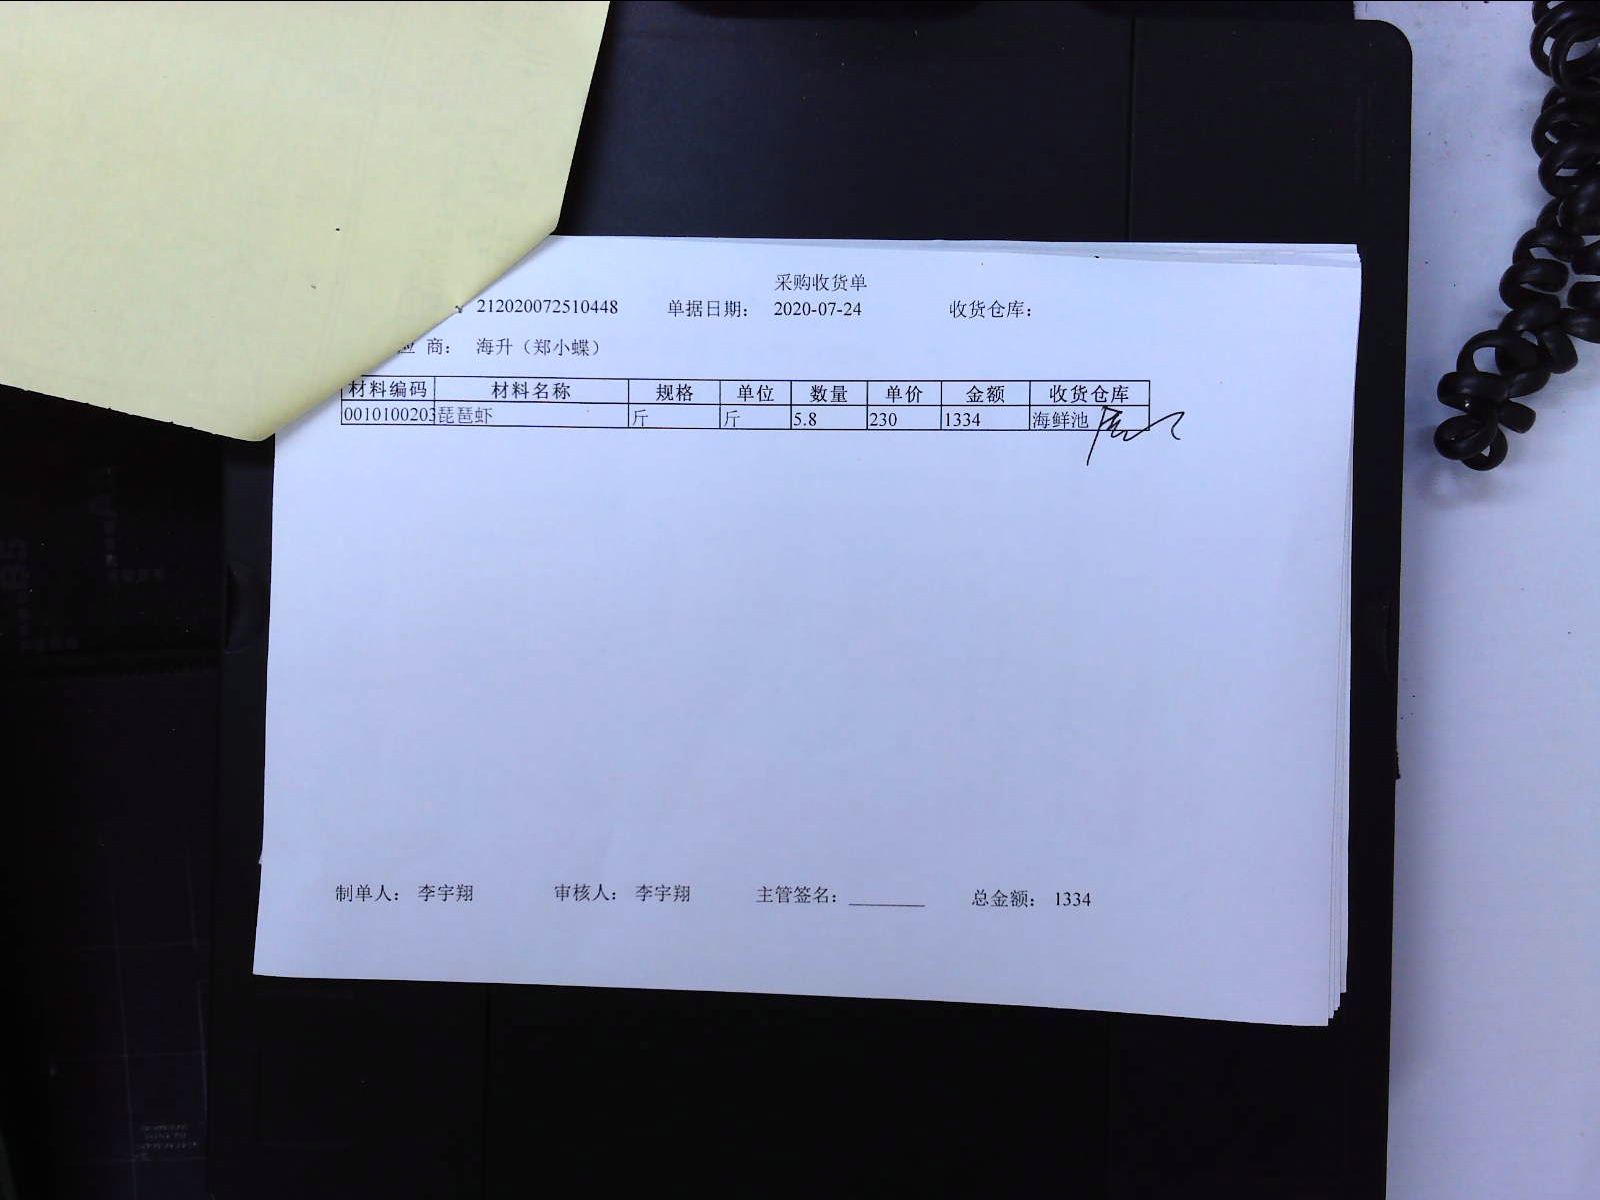 采购收货单
212020072510448 单据日期： 2020-07-24 收货仓库：
应 商： 海升（郑小蝶）
材料编码 材料名称 规格 单位 数量 单价 金额 收货仓库
0010100203 琵琶虾 斤 斤 5.8 230 1334 海鲜池
制单人： 李宇翔 审核人： 李宇翔 主管签名： 总金额： 1334